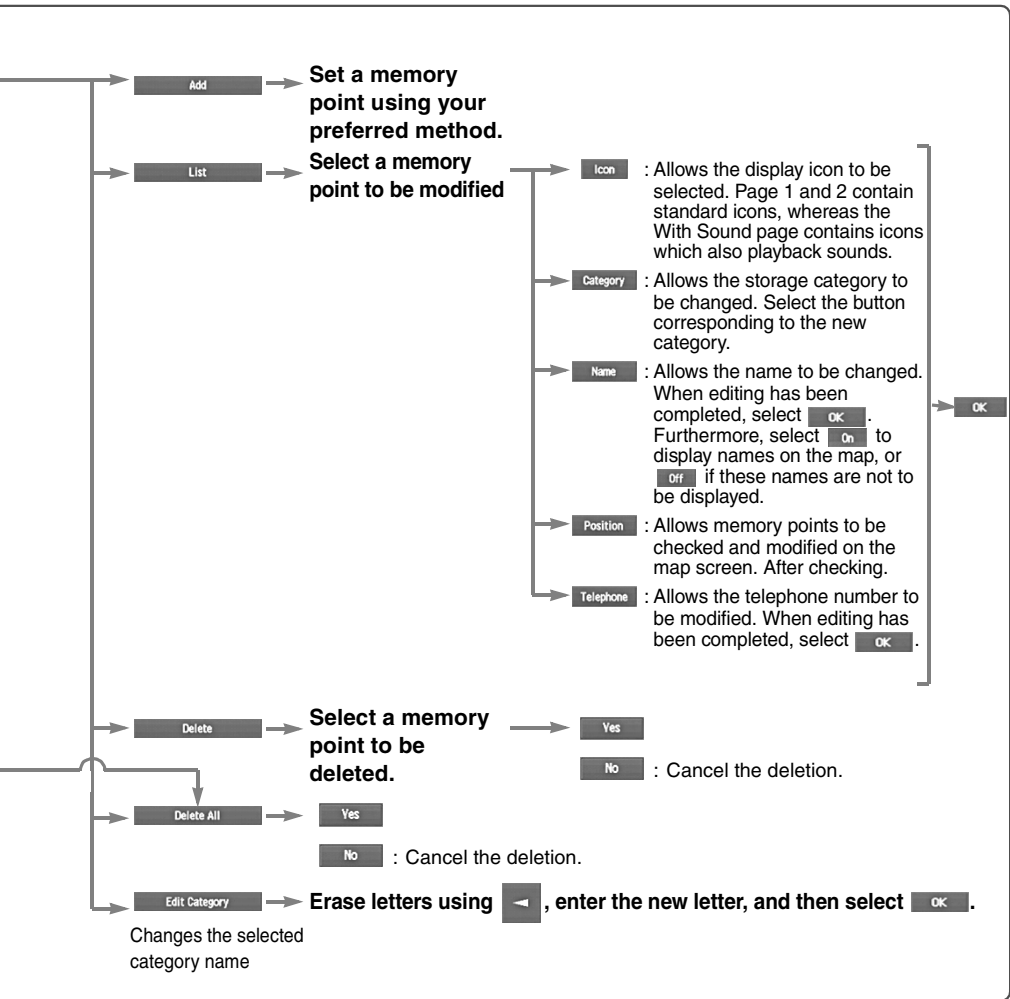 Add
Set a memory
point using your
preferred method.
List
Select a memory
point to be modified
Icon : Allows the display icon to be
selected. Page 1 and 2 contain
standard icons, whereas the
With Sound page contains icons
which also playback sounds.
Category : Allows the storage category to
be changed. Select the button
corresponding to the new
category.
Name : Allows the name to be changed.
When editing has been
completed, select OK .
Furthermore, select On to
display names on the map, or
Off if these names are not to
be displayed.
OK
Position : Allows memory points to be
checked and modified on the
map screen. After checking.
Telephone : Allows the telephone number to
be modified. When editing has
been completed, select OK .
Delete
Select a memory
point to be
deleted.
Yes
No : Cancel the deletion.
Delete All
Yes
No : Cancel the deletion.
Edit Category
Erase letters using ◄ , enter the new letter, and then select OK .
Changes the selected
category name